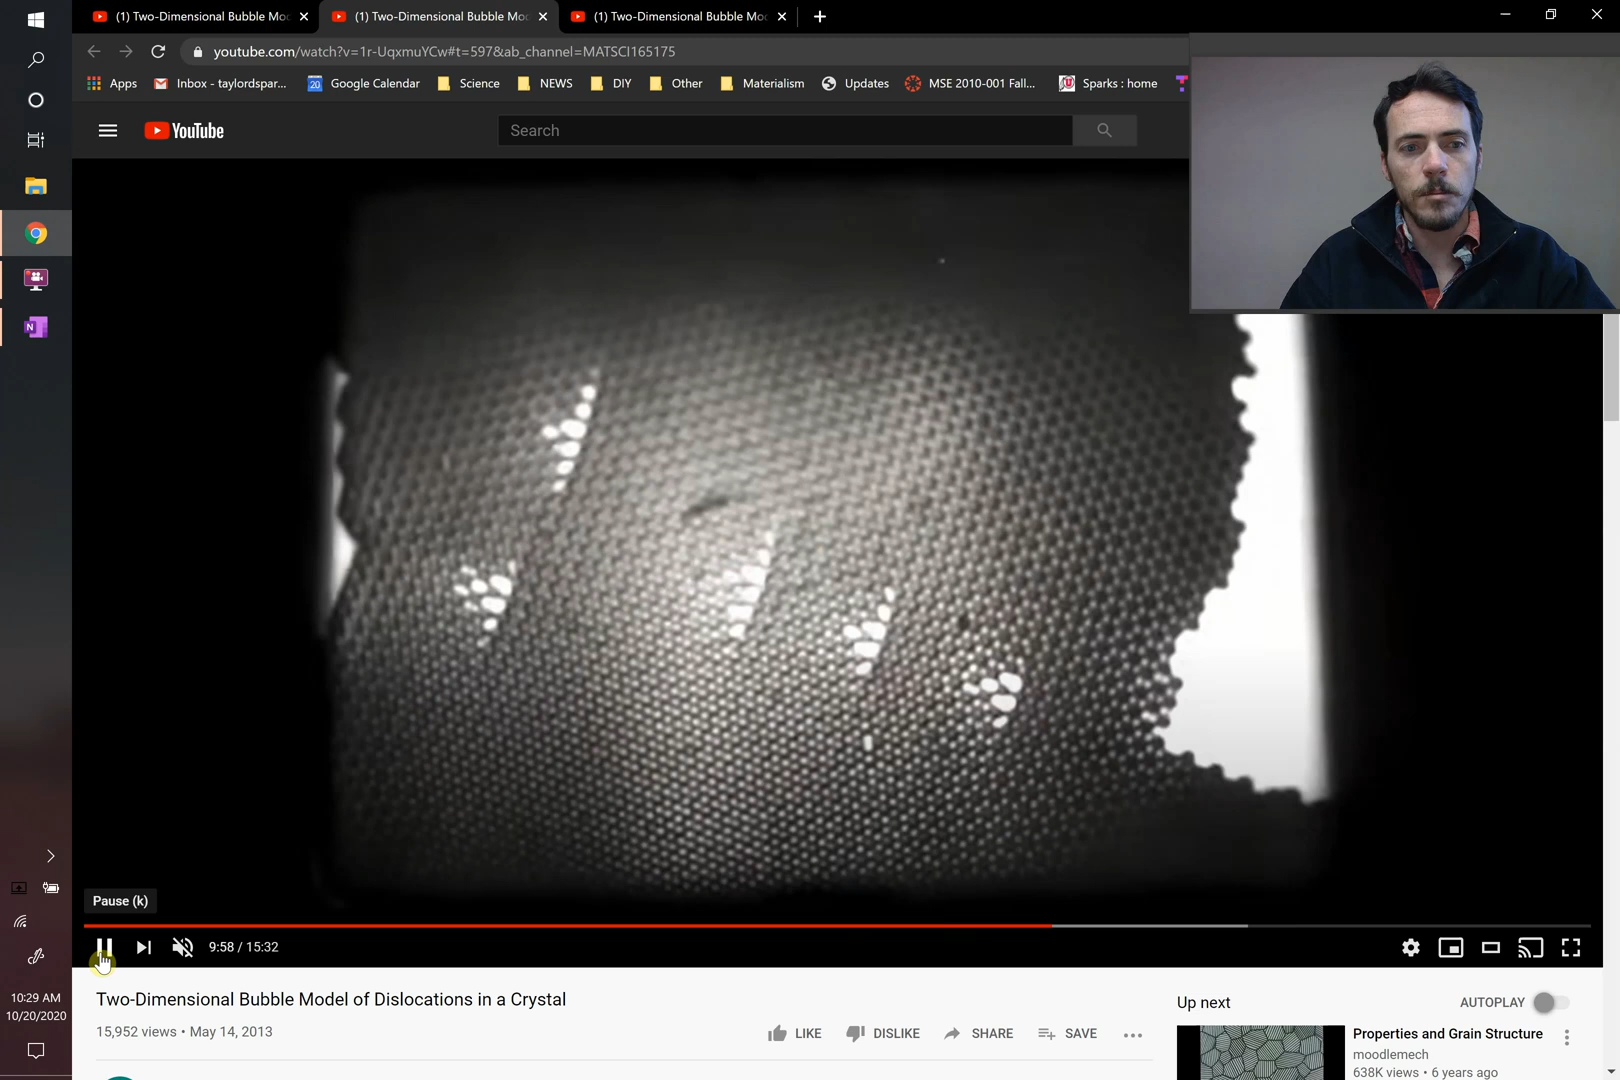 (1) Two-Dimensional Bubble Moc
(1) Two-Dimensional Bubble Moc
(1) Two-Dimensional Bubble Moc
youtube.com/watch?v=1r-UqxmuYCw#t=597&ab_channel=MATSCI165175
Apps
Inbox - taylordspar...
20
Google Calendar
Science
NEWS
DIY
Other
Materialism
Updates
MSE 2010-001 Fall...
Sparks : home
YouTube
Search
N
Pause (k)
9:58 / 15:32
Two-Dimensional Bubble Model of Dislocations in a Crystal
15,952 views • May 14, 2013
LIKE
DISLIKE
SHARE
SAVE
Up next
AUTOPLAY
Properties and Grain Structure
moodlemech
638K views • 6 years ago
10:29 AM
10/20/2020